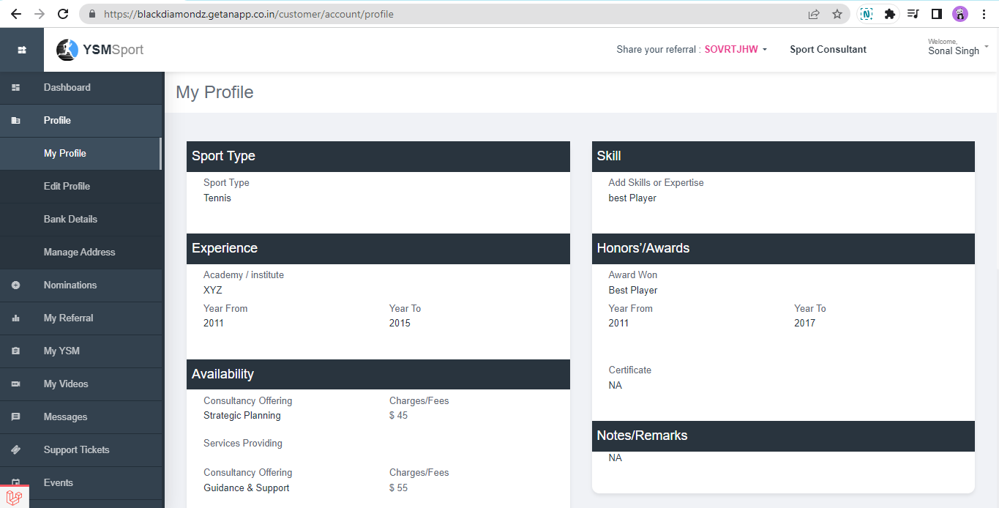 https://blackdiamondz.getanapp.co.in/customer/account/profile
YSMSport
Share your referral : SOVRTJHW
Sport Consultant
Welcome,
Sonal Singh
Dashboard
Profile
My Profile
Edit Profile
Bank Details
Manage Address
Nominations
My Referral
My YSM
My Videos
Messages
Support Tickets
Events
My Profile
Sport Type
Sport Type
Tennis
Experience
Academy / institute
XYZ
Year From Year To
2011 2015
Availability
Consultancy Offering Charges/Fees
Strategic Planning $ 45
Services Providing
Consultancy Offering Charges/Fees
Guidance & Support $ 55
Skill
Add Skills or Expertise
best Player
Honors’/Awards
Award Won
Best Player
Year From Year To
2011 2017
Certificate
NA
Notes/Remarks
NA